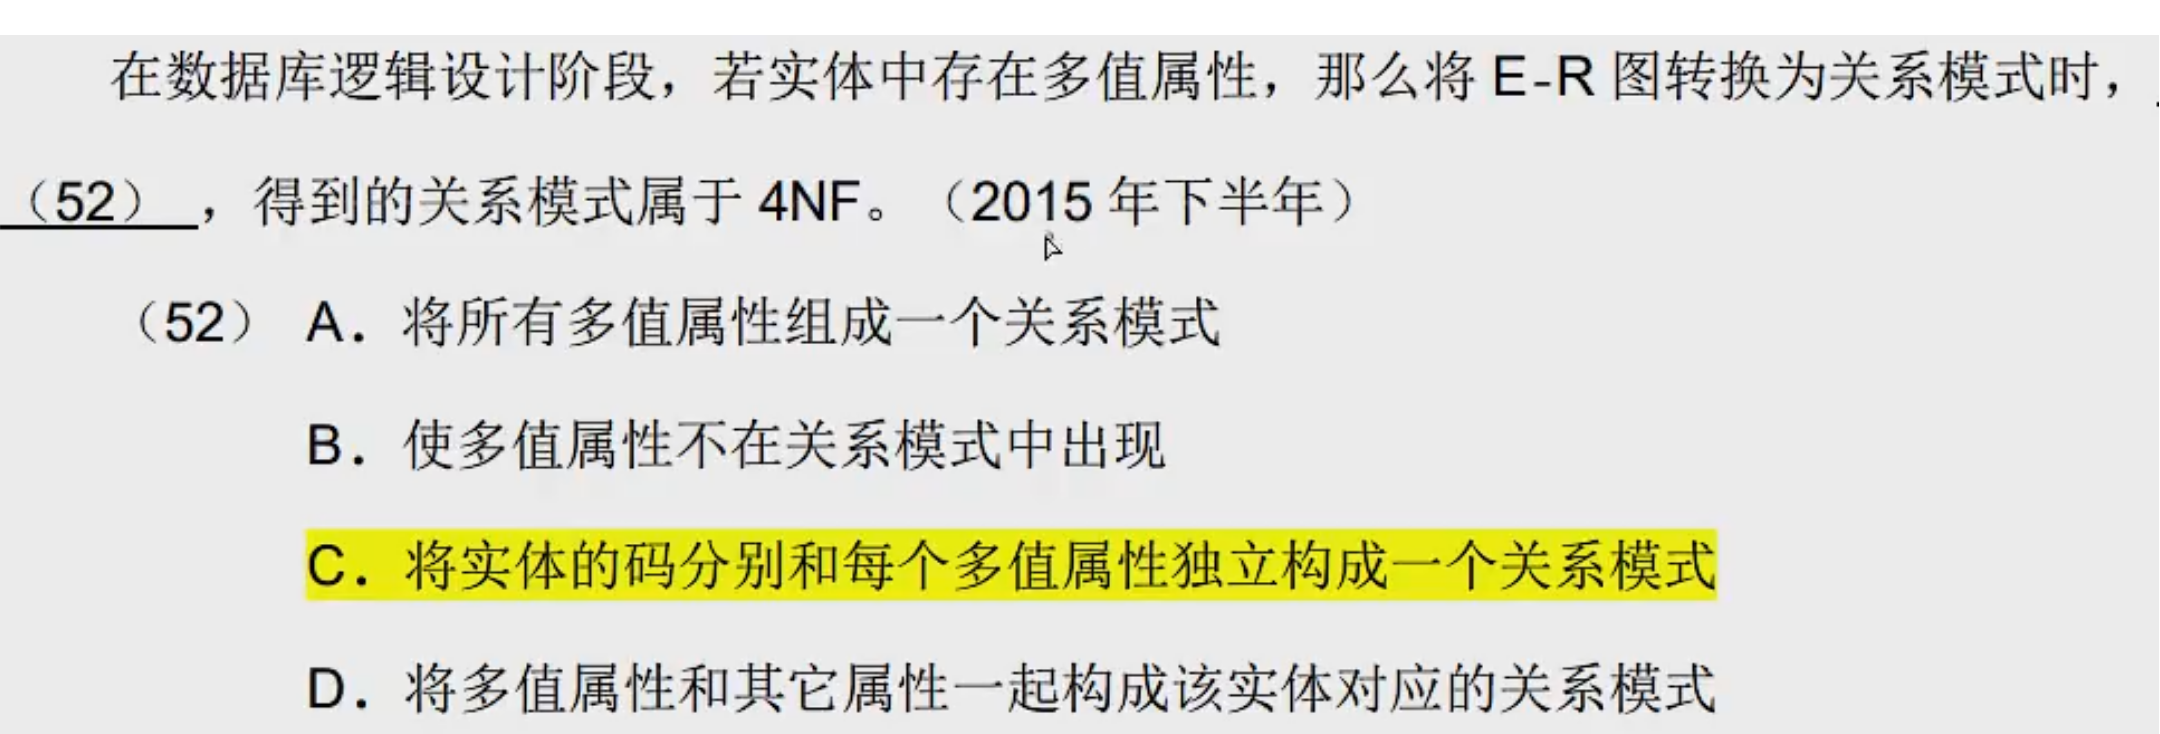 在数据库逻辑设计阶段，若实体中存在多值属性，那么将 E-R 图转换为关系模式时，
（52） ，得到的关系模式属于 4NF。（2015 年下半年）
（52） A．将所有多值属性组成一个关系模式
B．使多值属性不在关系模式中出现
C．将实体的码分别和每个多值属性独立构成一个关系模式
D．将多值属性和其它属性一起构成该实体对应的关系模式